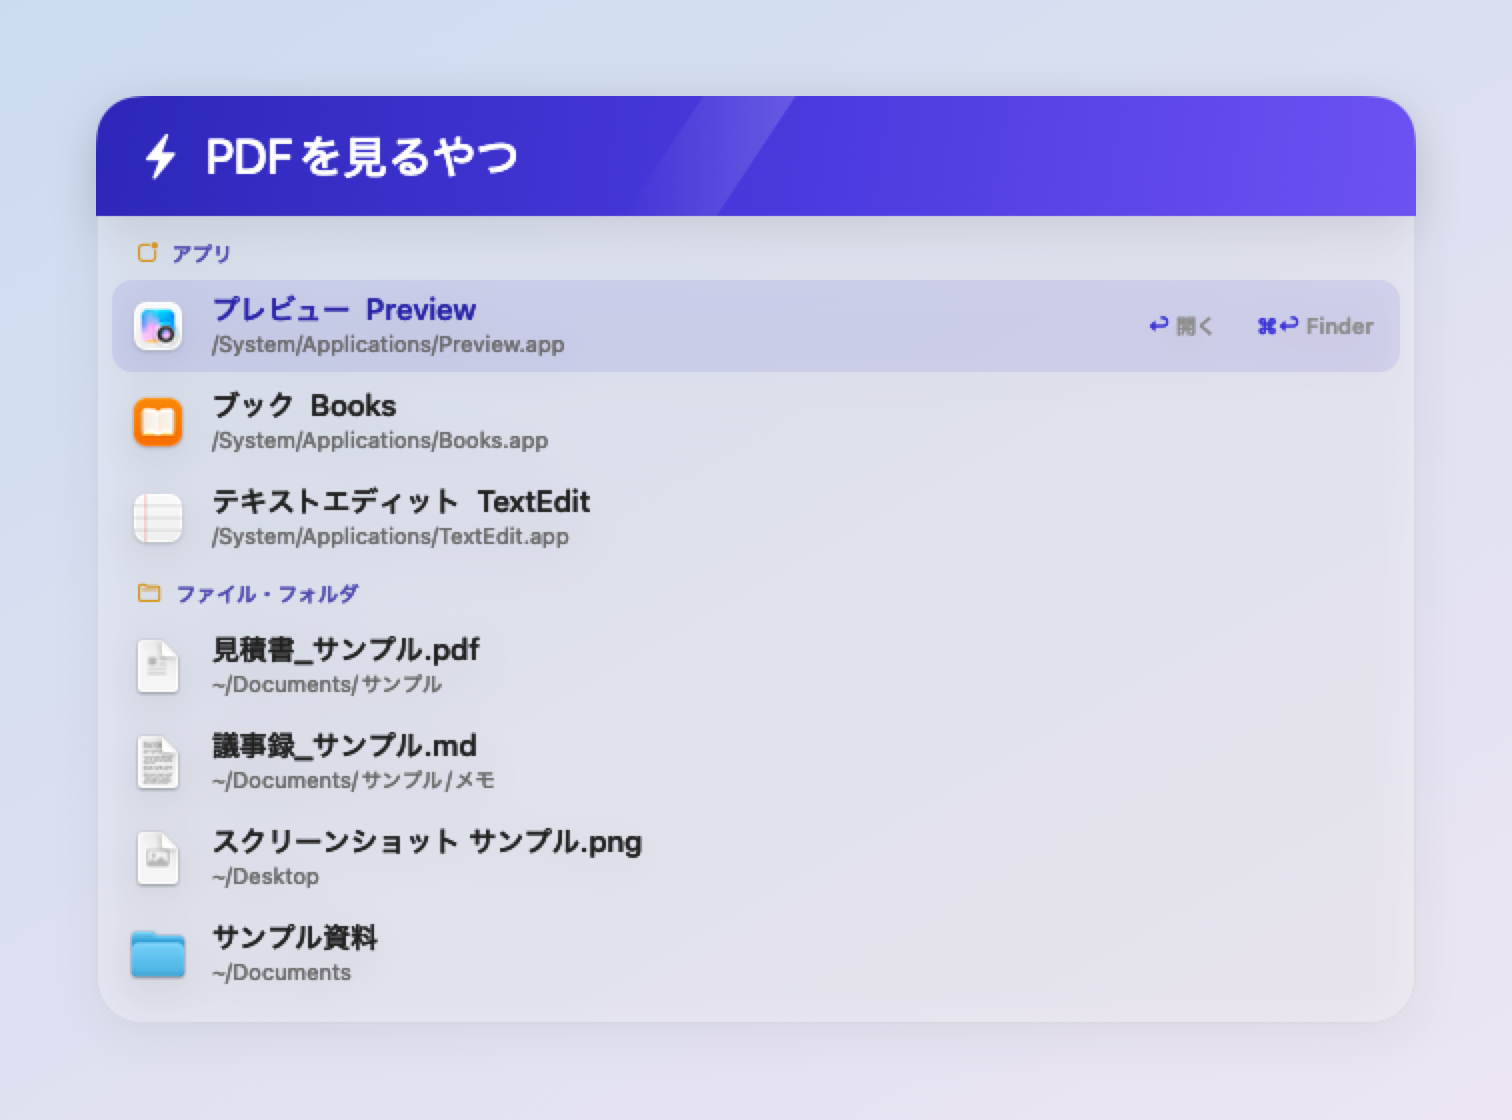 PDFを見るやつ
アプリ
プレビュー Preview
/System/Applications/Preview.app
↩ 開く ⌘↩ Finder
ブック Books
/System/Applications/Books.app
テキストエディット TextEdit
/System/Applications/TextEdit.app
ファイル・フォルダ
見積書_サンプル.pdf
~/Documents/サンプル
議事録_サンプル.md
~/Documents/サンプル/メモ
スクリーンショット サンプル.png
~/Desktop
サンプル資料
~/Documents